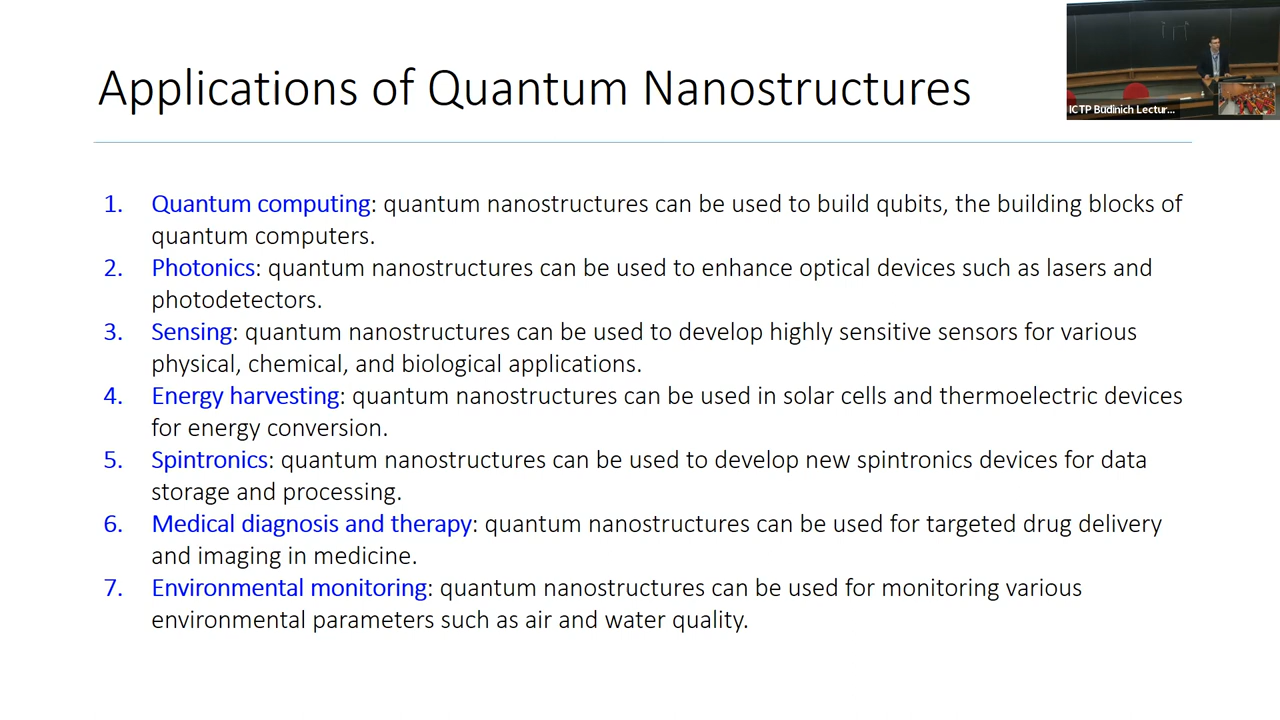 Applications of Quantum Nanostructures
ICTP Budinich Lectur...
1. Quantum computing: quantum nanostructures can be used to build qubits, the building blocks of
quantum computers.
2. Photonics: quantum nanostructures can be used to enhance optical devices such as lasers and
photodetectors.
3. Sensing: quantum nanostructures can be used to develop highly sensitive sensors for various
physical, chemical, and biological applications.
4. Energy harvesting: quantum nanostructures can be used in solar cells and thermoelectric devices
for energy conversion.
5. Spintronics: quantum nanostructures can be used to develop new spintronics devices for data
storage and processing.
6. Medical diagnosis and therapy: quantum nanostructures can be used for targeted drug delivery
and imaging in medicine.
7. Environmental monitoring: quantum nanostructures can be used for monitoring various
environmental parameters such as air and water quality.